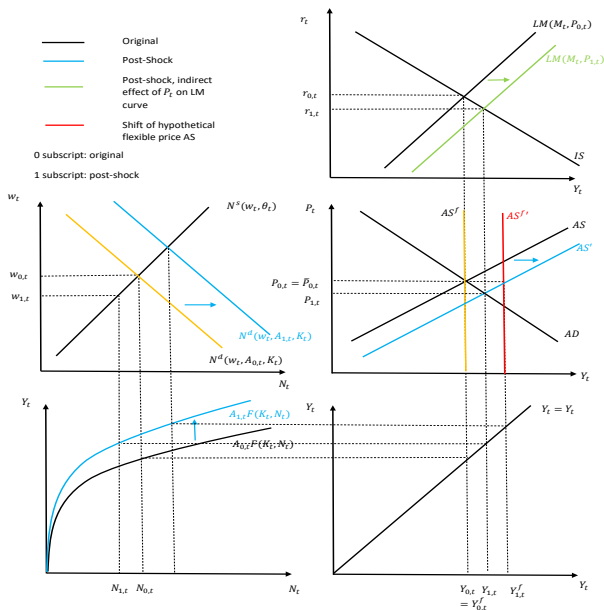 Original
Post-Shock
Post-shock, indirect
effect of P_t on LM
curve
Shift of hypothetical
flexible price AS
0 subscript: original
1 subscript: post-shock
r_t
LM(M_t, P_{0,t})
LM(M_t, P_{1,t})
r_{0,t}
r_{1,t}
IS
Y_t
w_t
N^s(w_t, θ_t)
w_{0,t}
w_{1,t}
N^d(w_t, A_{1,t}, K_t)
N^d(w_t, A_{0,t}, K_t)
N_t
P_t
AS^f
AS^{f'}
AS
AS'
P_{0,t} = P̄_{0,t}
P_{1,t}
AD
Y_t
Y_t
A_{1,t}F(K_t, N_t)
A_{0,t}F(K_t, N_t)
N_{1,t}
N_{0,t}
N_t
Y_t
Y_t = Y_t
Y_{0,t}
Y_{1,t}
Y^f_{1,t}
Y_t
= Y^f_{0,t}